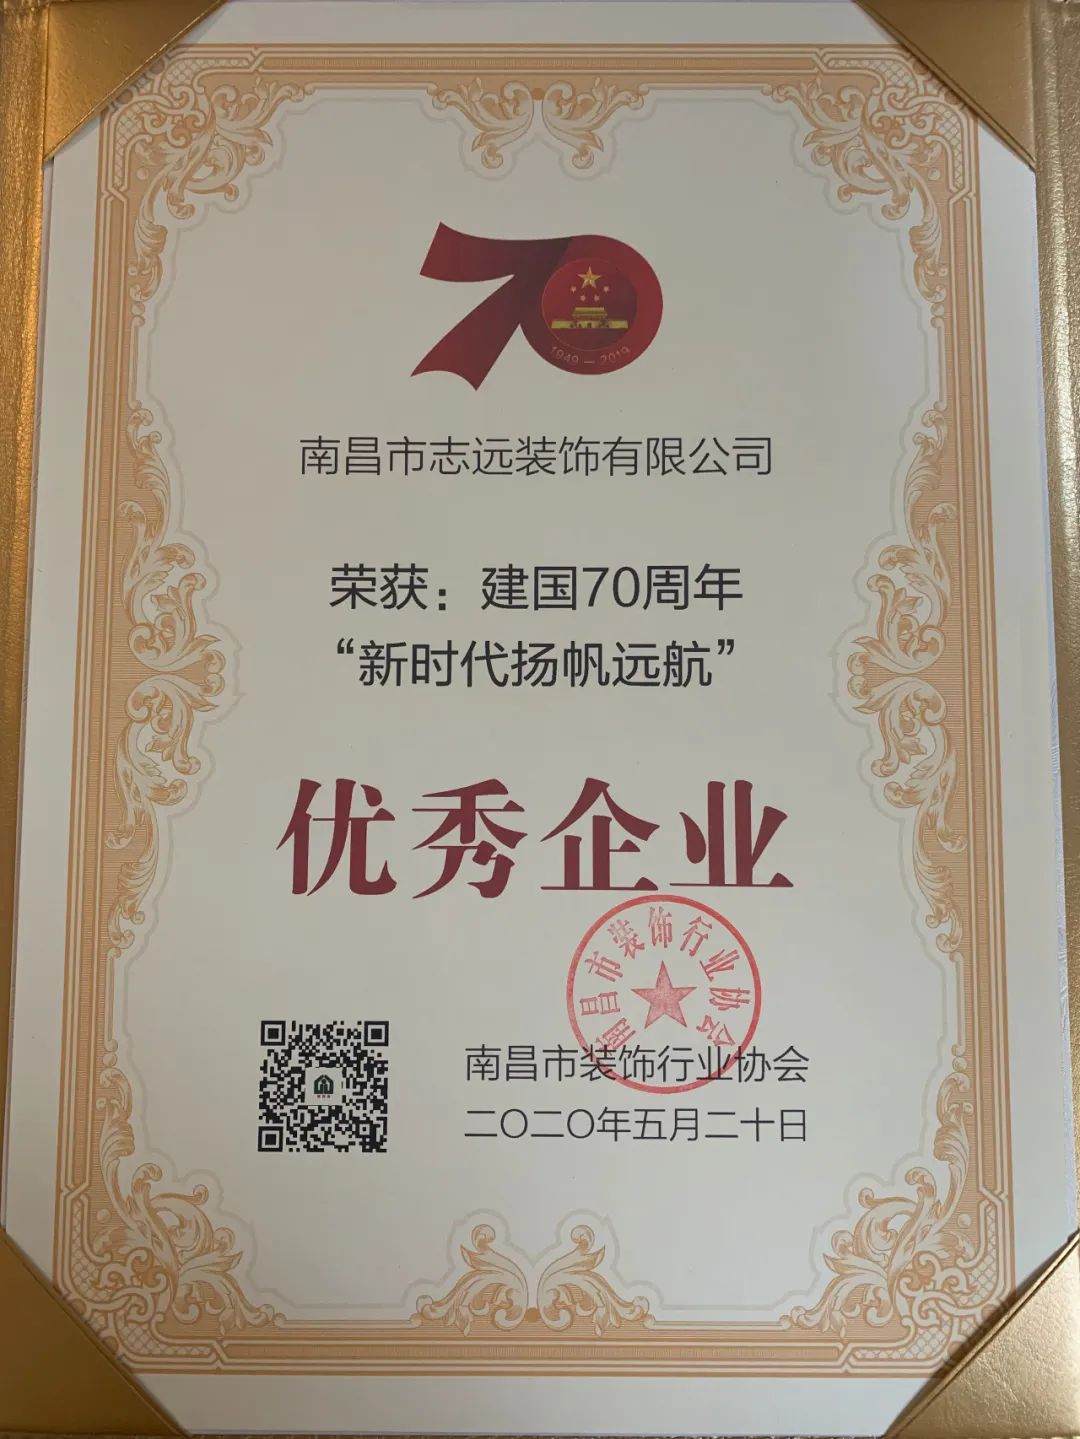 1949 — 2019
南昌市志远装饰有限公司
荣获：建国70周年
“新时代扬帆远航”
优秀企业
南昌市装饰行业协会
南昌市装饰行业协会
二〇二〇年五月二十日